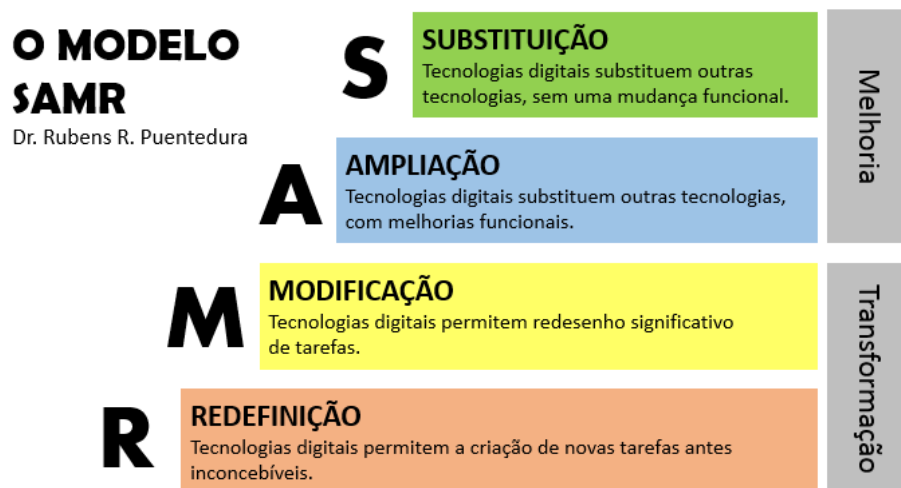 O MODELO
SAMR
Dr. Rubens R. Puentedura
S
SUBSTITUIÇÃO
Tecnologias digitais substituem outras
tecnologias, sem uma mudança funcional.
A
AMPLIAÇÃO
Tecnologias digitais substituem outras tecnologias,
com melhorias funcionais.
Melhoria
M
MODIFICAÇÃO
Tecnologias digitais permitem redesenho significativo
de tarefas.
R
REDEFINIÇÃO
Tecnologias digitais permitem a criação de novas tarefas antes
inconcebíveis.
Transformação